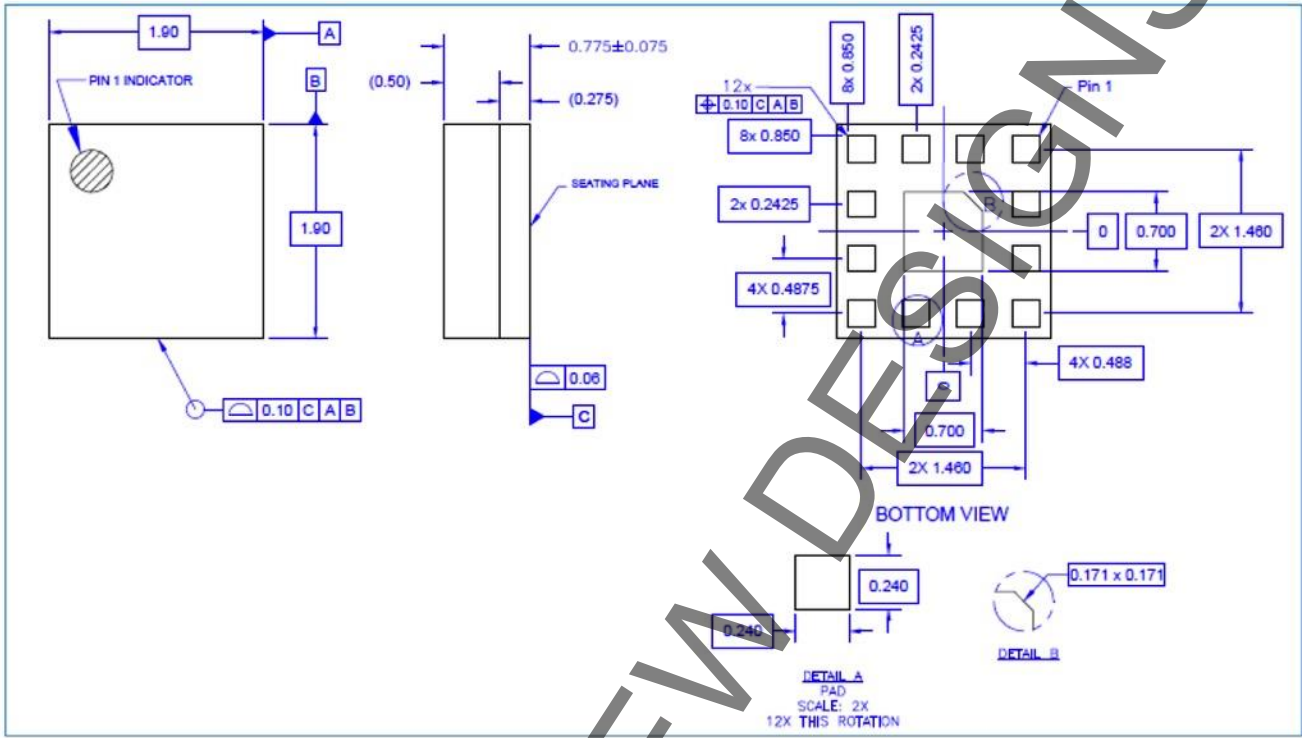 1.90
A
PIN 1 INDICATOR
B
1.90
0.10 C A B
0.775±0.075
(0.50)
(0.275)
SEATING PLANE
0.06
C
8x 0.850
2x 0.2425
12x
0.10 C A B
Pin 1
8x 0.850
2x 0.2425
B
0
0.700
2X 1.460
4X 0.4875
A
4X 0.488
0
0.700
2X 1.460
BOTTOM VIEW
0.240
0.240
0.171 x 0.171
DETAIL B
DETAIL A
PAD
SCALE: 2X
12X THIS ROTATION
EW DESIGNS